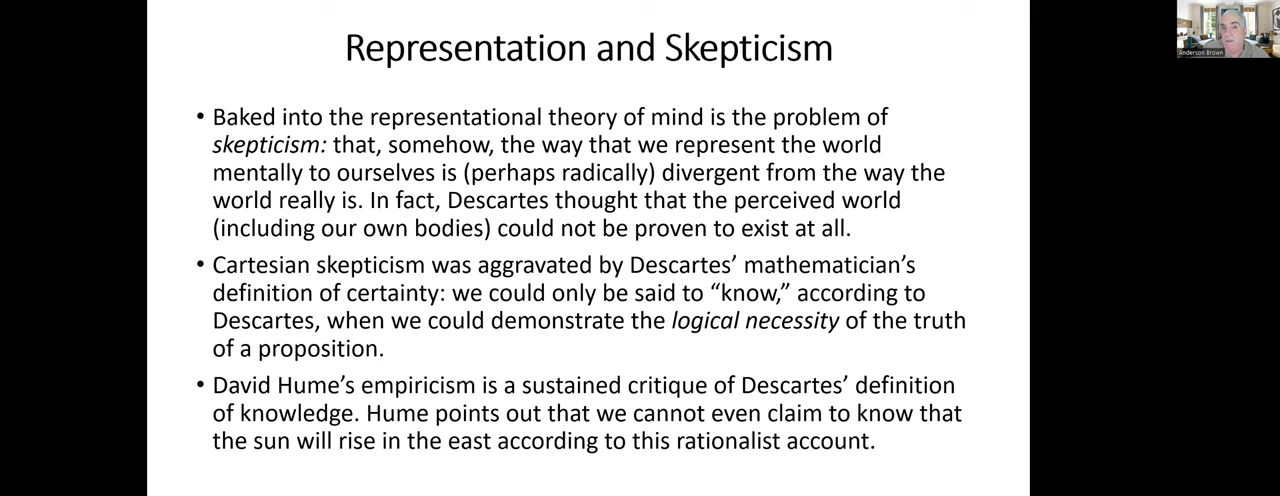 Representation and Skepticism
• Baked into the representational theory of mind is the problem of
skepticism: that, somehow, the way that we represent the world
mentally to ourselves is (perhaps radically) divergent from the way the
world really is. In fact, Descartes thought that the perceived world
(including our own bodies) could not be proven to exist at all.
• Cartesian skepticism was aggravated by Descartes’ mathematician’s
definition of certainty: we could only be said to “know,” according to
Descartes, when we could demonstrate the logical necessity of the truth
of a proposition.
• David Hume’s empiricism is a sustained critique of Descartes’ definition
of knowledge. Hume points out that we cannot even claim to know that
the sun will rise in the east according to this rationalist account.
Anderson Brown